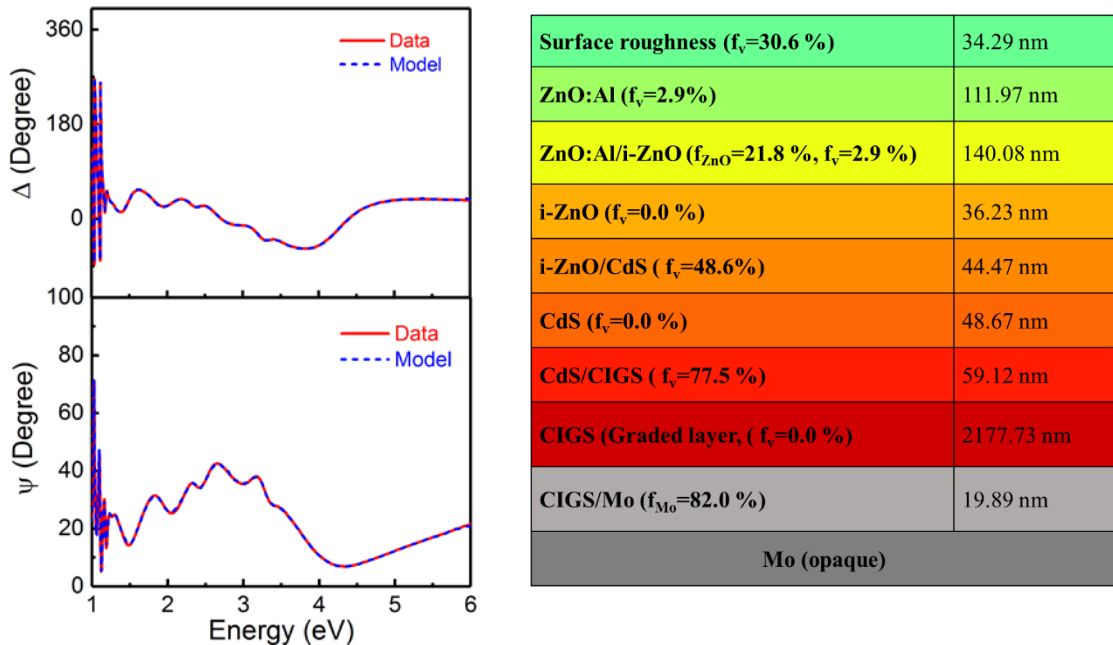 360
180
0
Δ (Degree)
Data
Model
100
80
60
40
20
0
ψ (Degree)
Data
Model
1 2 3 4 5 6
Energy (eV)
Surface roughness (fv=30.6 %) 34.29 nm
ZnO:Al (fv=2.9%) 111.97 nm
ZnO:Al/i-ZnO (fZnO=21.8 %, fv=2.9 %) 140.08 nm
i-ZnO (fv=0.0 %) 36.23 nm
i-ZnO/CdS ( fv=48.6%) 44.47 nm
CdS (fv=0.0 %) 48.67 nm
CdS/CIGS ( fv=77.5 %) 59.12 nm
CIGS (Graded layer, ( fv=0.0 %) 2177.73 nm
CIGS/Mo (fMo=82.0 %) 19.89 nm
Mo (opaque)